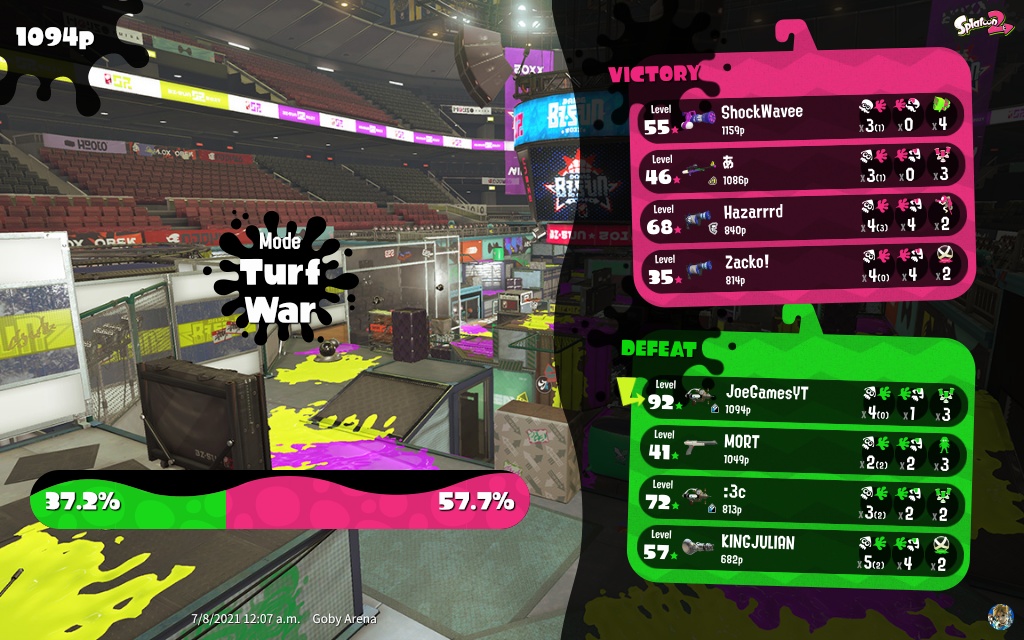 1094p
Splatoon 2
VICTORY
Level 55 ShockWavee 1159p x3(1) x0 x4
Level 46 あ 1086p x3(1) x0 x3
Level 68 Hazarrrd 840p x4(3) x4 x2
Level 35 Zacko! 814p x4(0) x4 x2
Mode
Turf
War
DEFEAT
Level 92 JoeGamesYT 1094p x4(0) x1 x3
Level 41 MORT 1049p x2(2) x2 x3
Level 72 :3c 813p x3(2) x2 x2
Level 57 KINGJULIAN 682p x5(2) x4 x2
37.2% 57.7%
7/8/2021 12:07 a.m. Goby Arena